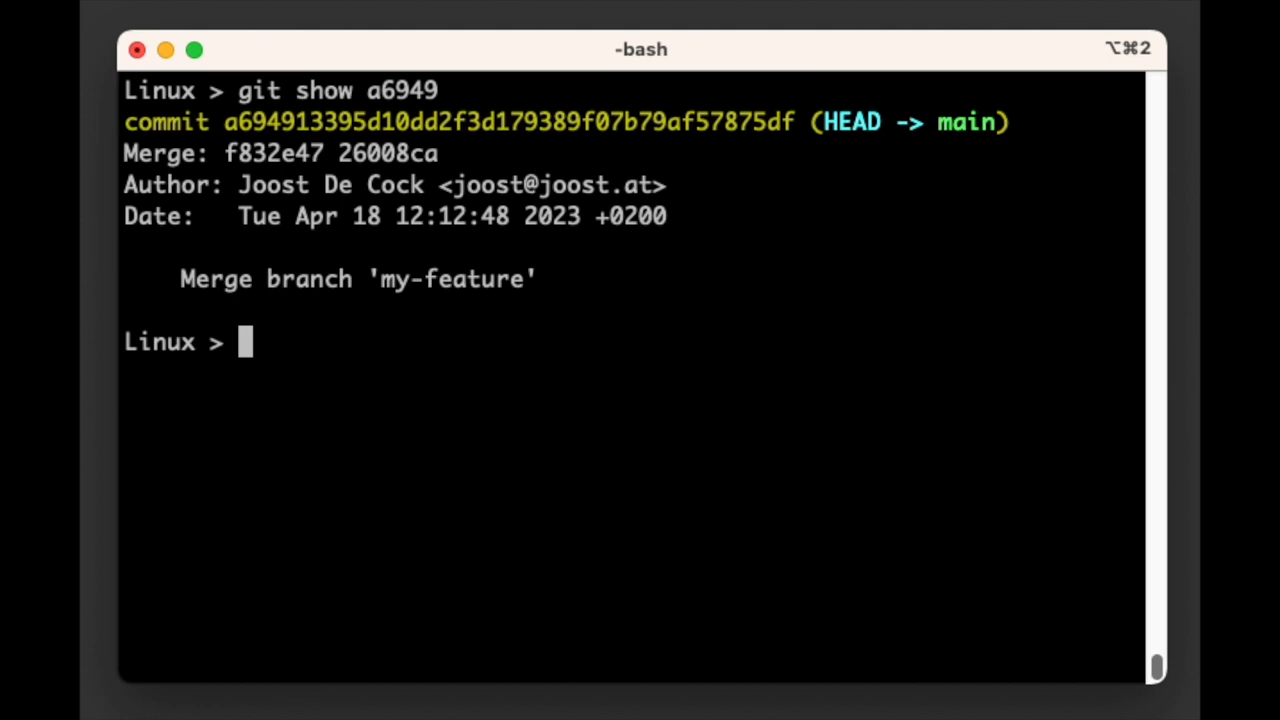 -bash
⌥⌘2
Linux > git show a6949
commit a694913395d10dd2f3d179389f07b79af57875df (HEAD -> main)
Merge: f832e47 26008ca
Author: Joost De Cock <joost@joost.at>
Date:   Tue Apr 18 12:12:48 2023 +0200
Merge branch 'my-feature'
Linux >